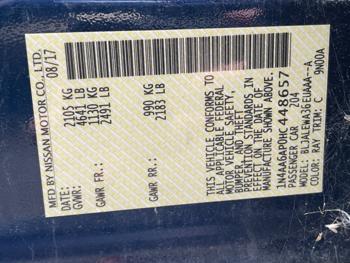 MFD BY NISSAN MOTOR CO., LTD.
DATE: 08/17
GVWR: 2105 KG
4641 LB
GAWR FR.: 1130 KG
2491 LB
GAWR RR.: 990 KG
2183 LB
THIS VEHICLE CONFORMS TO
ALL APPLICABLE FEDERAL
MOTOR VEHICLE SAFETY,
BUMPER, AND THEFT
PREVENTION STANDARDS IN
EFFECT ON THE DATE OF
MANUFACTURE SHOWN ABOVE.
PASSENGER CAR
COLOR: RAY TRIM: C